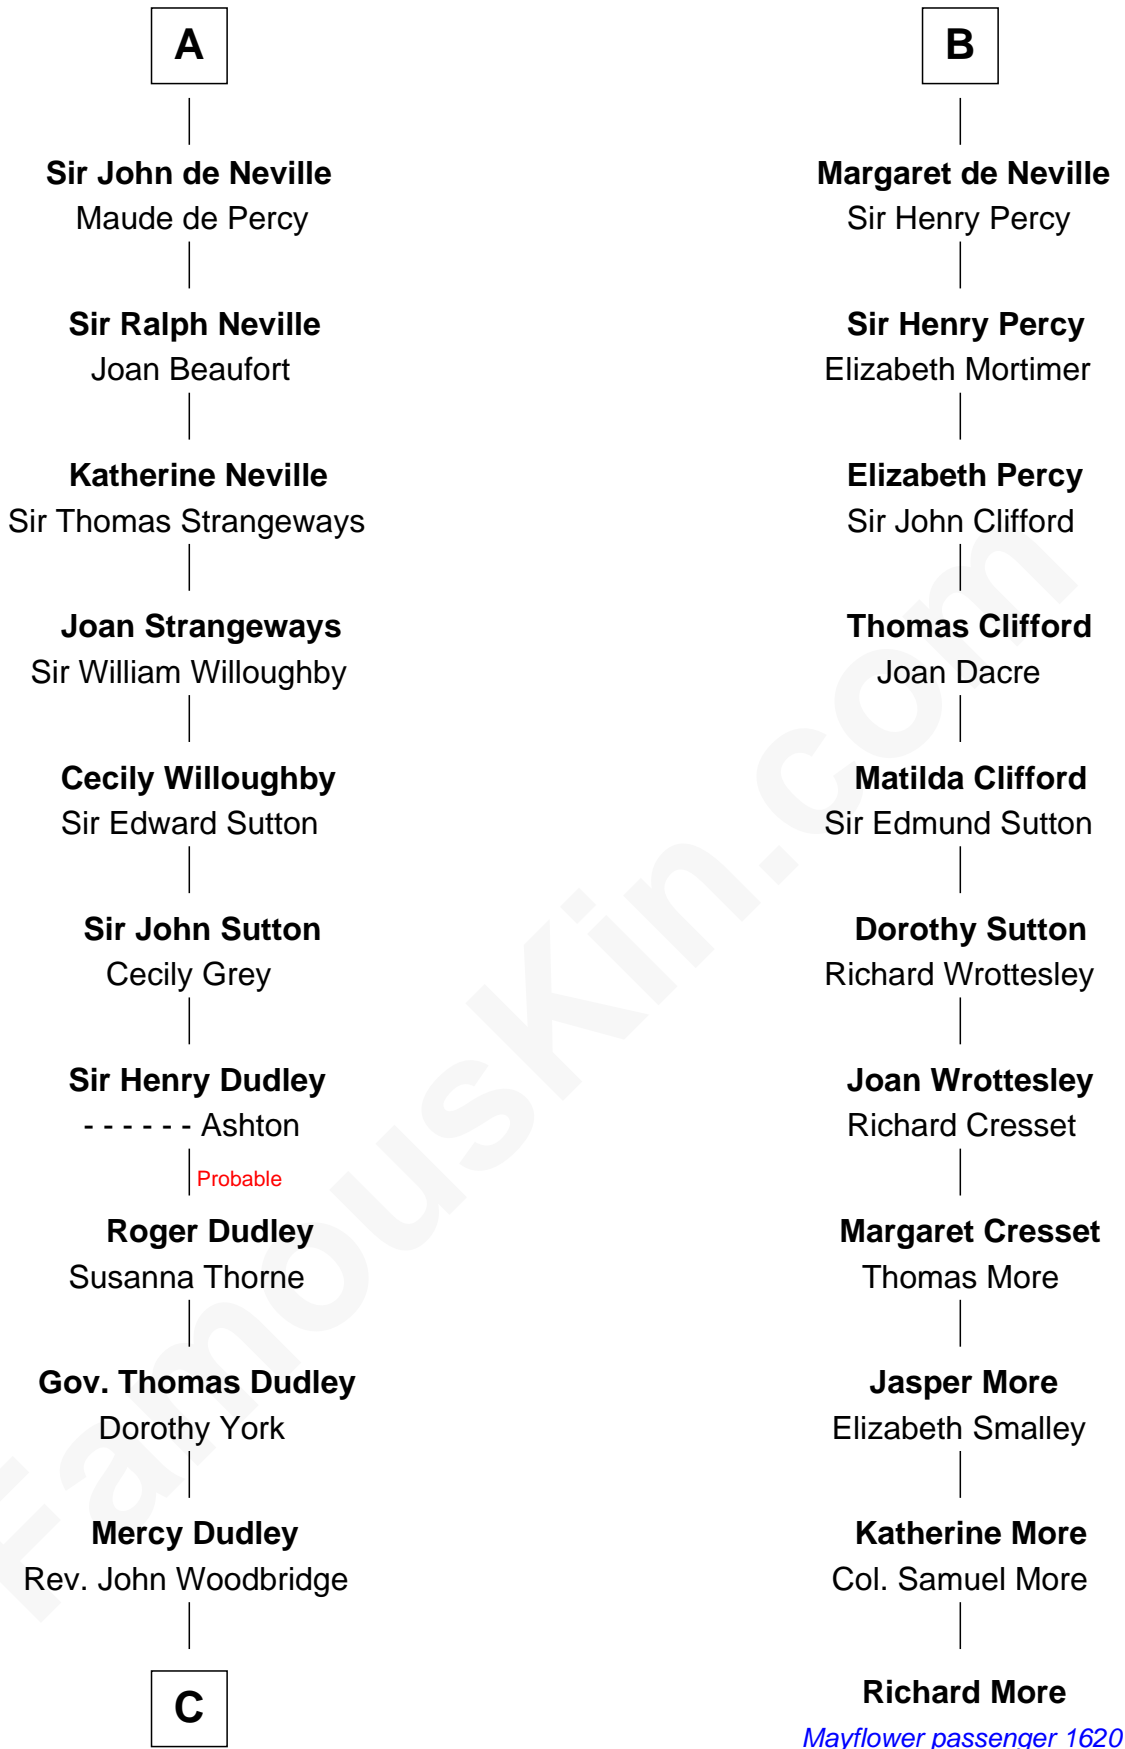 A
Sir John de Neville
Maude de Percy
Sir Ralph Neville
Joan Beaufort
Katherine Neville
Sir Thomas Strangeways
Joan Strangeways
Sir William Willoughby
Cecily Willoughby
Sir Edward Sutton
Sir John Sutton
Cecily Grey
Sir Henry Dudley
- - - - - - Ashton
Probable
Roger Dudley
Susanna Thorne
Gov. Thomas Dudley
Dorothy York
Mercy Dudley
Rev. John Woodbridge
C
B
Margaret de Neville
Sir Henry Percy
Sir Henry Percy
Elizabeth Mortimer
Elizabeth Percy
Sir John Clifford
Thomas Clifford
Joan Dacre
Matilda Clifford
Sir Edmund Sutton
Dorothy Sutton
Richard Wrottesley
Joan Wrottesley
Richard Cresset
Margaret Cresset
Thomas More
Jasper More
Elizabeth Smalley
Katherine More
Col. Samuel More
Richard More
Mayflower passenger 1620
FamousKin.com